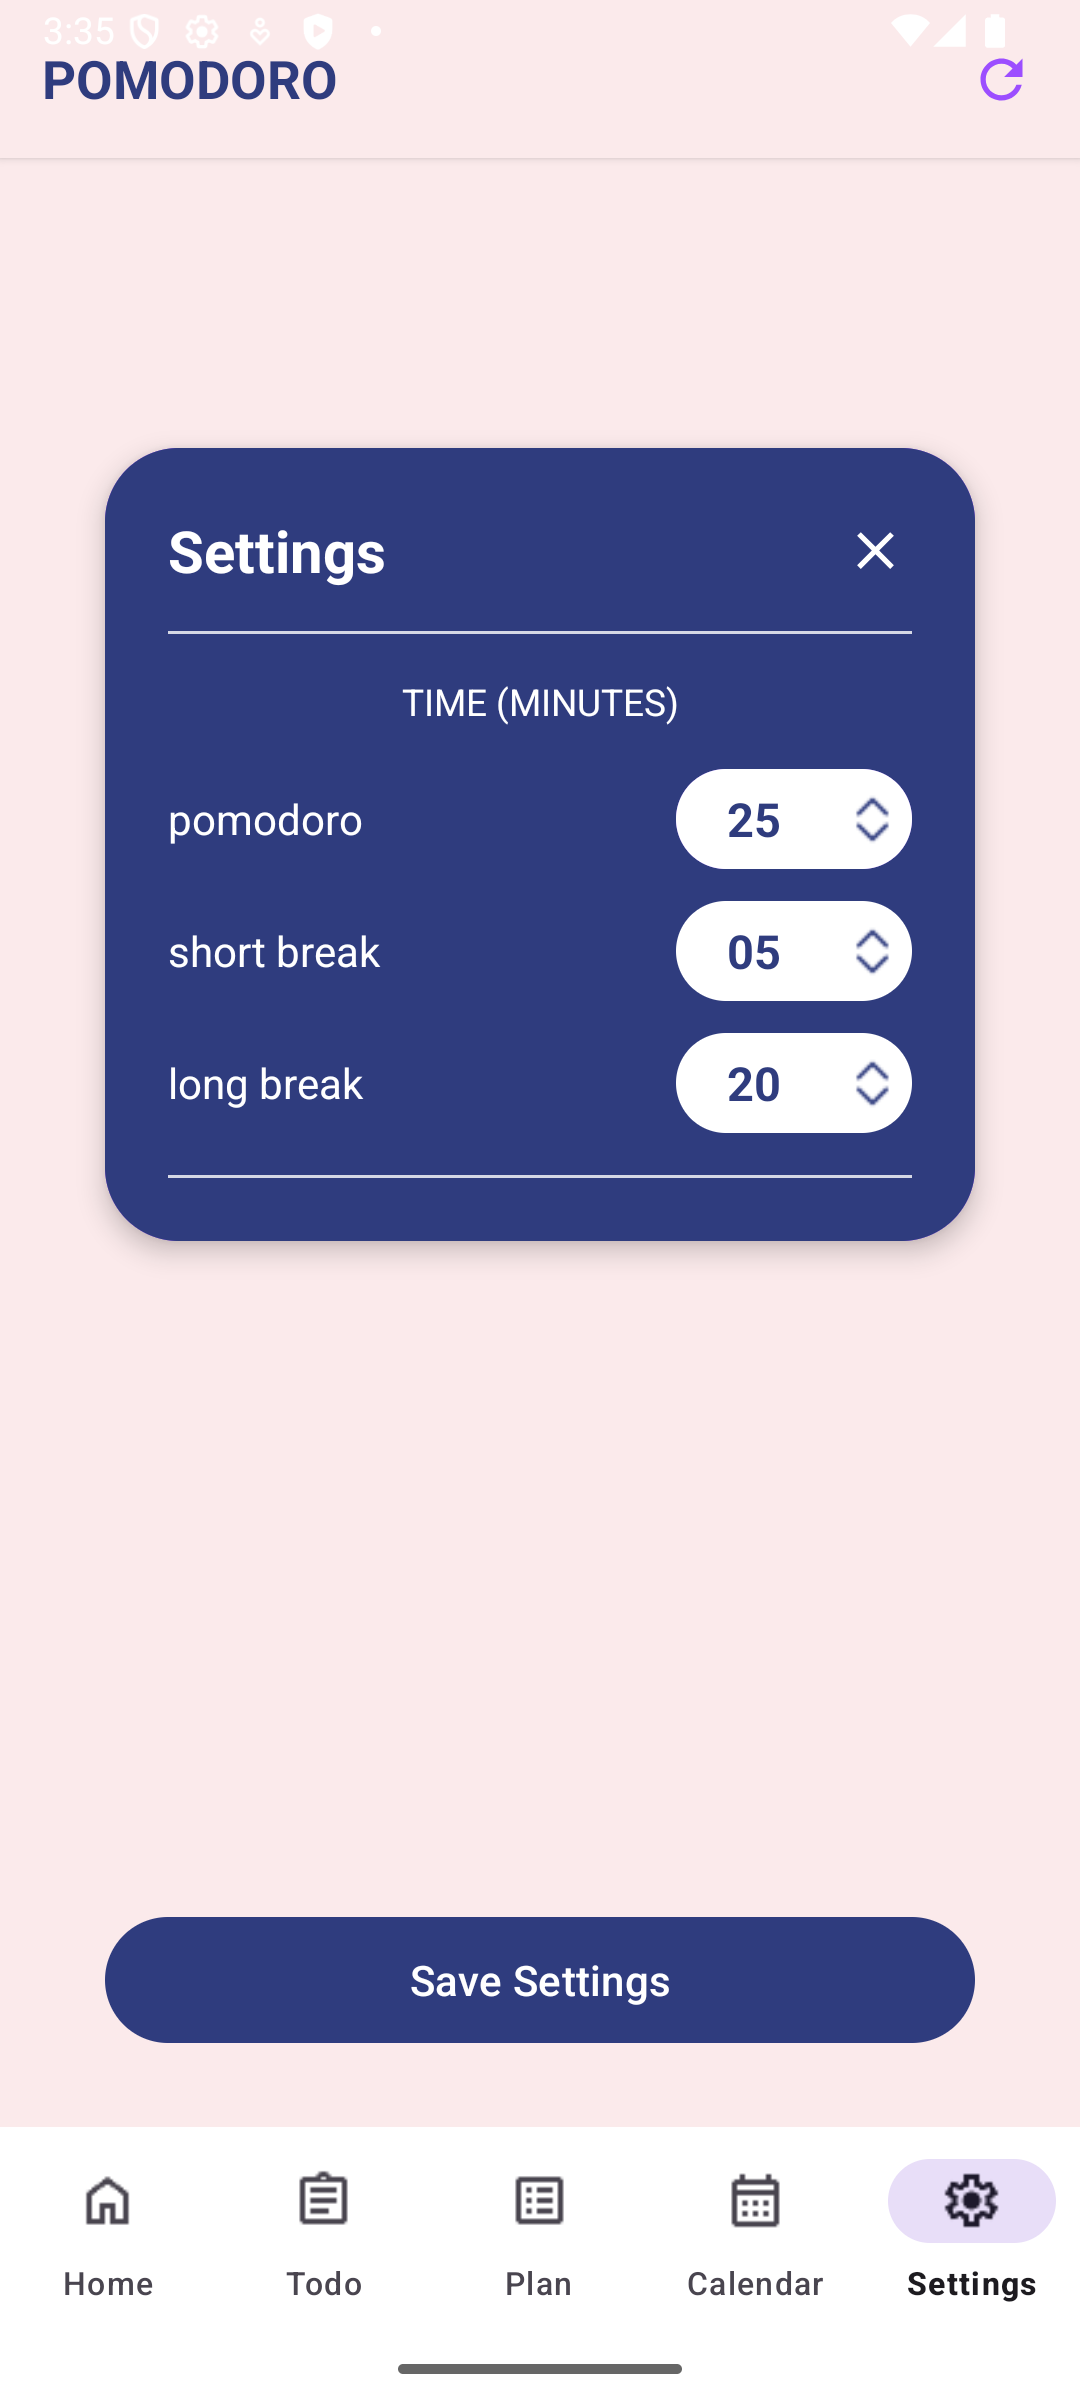 3:35
POMODORO
Settings
TIME (MINUTES)
pomodoro 25
short break 05
long break 20
Save Settings
Home Todo Plan Calendar Settings